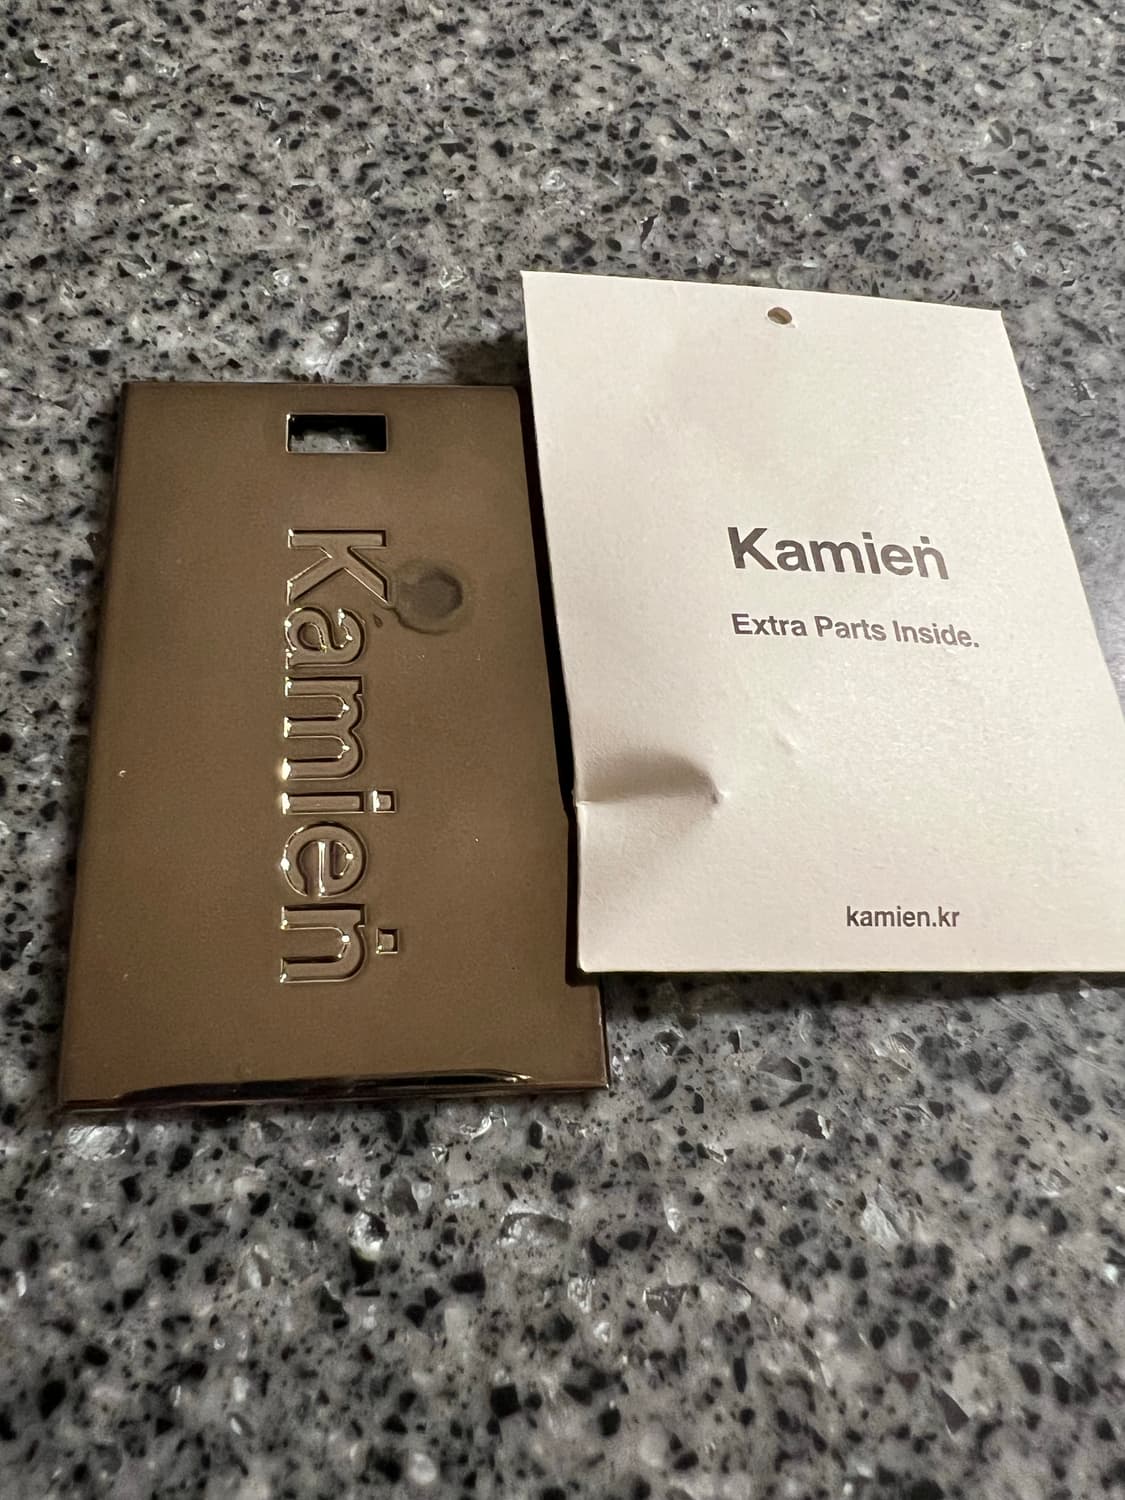 Kamieṅ
Kamieṅ
Extra Parts Inside.
kamien.kr